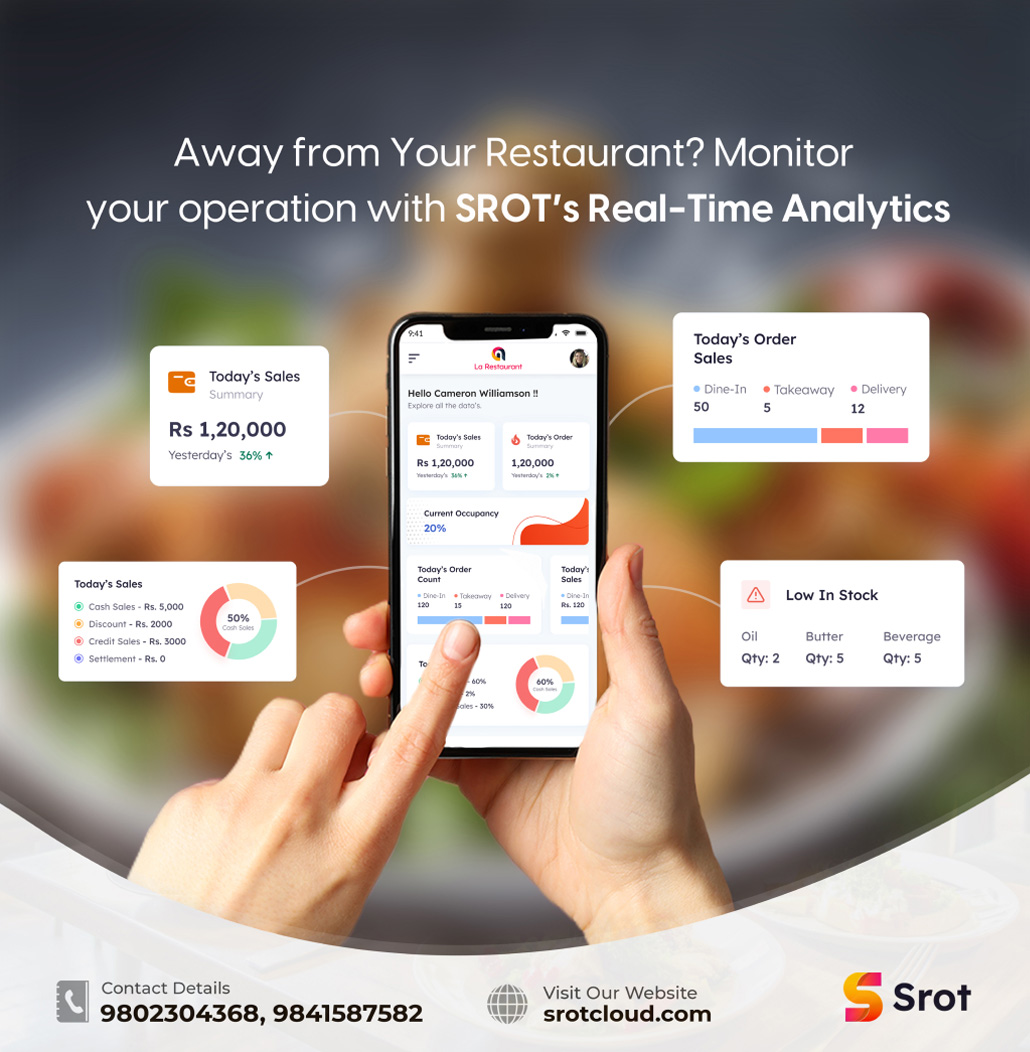 Away from Your Restaurant? Monitor
your operation with SROT's Real-Time Analytics
Today's Sales
Summary
Rs 1,20,000
Yesterday's 36% ↑
Today's Order
Sales
Dine-In Takeaway Delivery
50 5 12
9:41
La Restaurant
Hello Cameron Williamson !!
Explore all the data's.
Today's Sales
Summary
Rs 1,20,000
Yesterday's 36% ↑
Today's Order
Summary
1,20,000
Yesterday's 2% ↑
Current Occupancy
20%
Today's Order
Count
Dine-In Takeaway Delivery
120 15 120
Today's
Sales
Dine-In
Rs. 120
60%
2%
30%
60%
Cash Sales
Today's Sales
Cash Sales - Rs. 5,000
Discount - Rs. 2000
Credit Sales - Rs. 3000
Settlement - Rs. 0
50%
Cash Sales
Low In Stock
Oil Butter Beverage
Qty: 2 Qty: 5 Qty: 5
Contact Details
9802304368, 9841587582
Visit Our Website
srotcloud.com
Srot